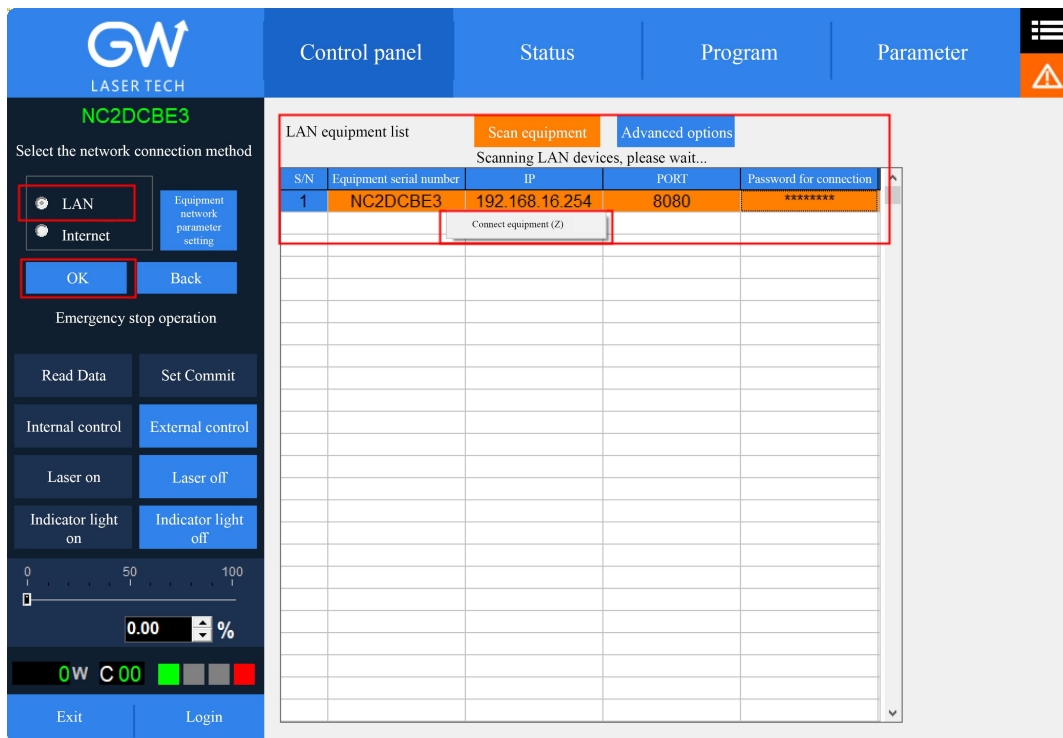 GW
LASER TECH
Control panel
Status
Program
Parameter
NC2DCBE3
Select the network connection method
LAN
Internet
Equipment
network
parameter
setting
OK
Back
Emergency stop operation
Read Data
Set Commit
Internal control
External control
Laser on
Laser off
Indicator light
on
Indicator light
off
0 50 100
0.00 %
0W C 00
Exit
Login
LAN equipment list
Scan equipment
Advanced options
Scanning LAN devices, please wait...
S/N Equipment serial number IP PORT Password for connection
1 NC2DCBE3 192.168.16.254 8080 ********
Connect equipment (Z)